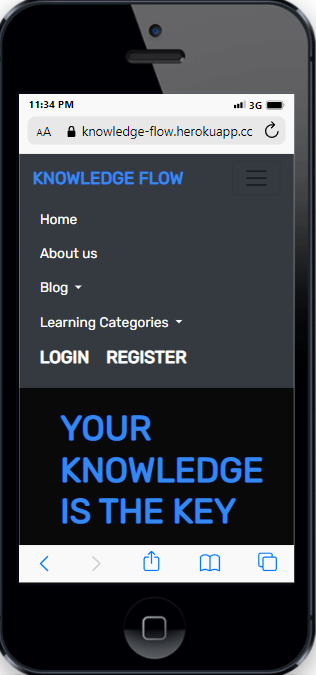 11:34 PM 3G
AA knowledge-flow.herokuapp.cc
KNOWLEDGE FLOW
Home
About us
Blog
Learning Categories
LOGIN REGISTER
YOUR
KNOWLEDGE
IS THE KEY